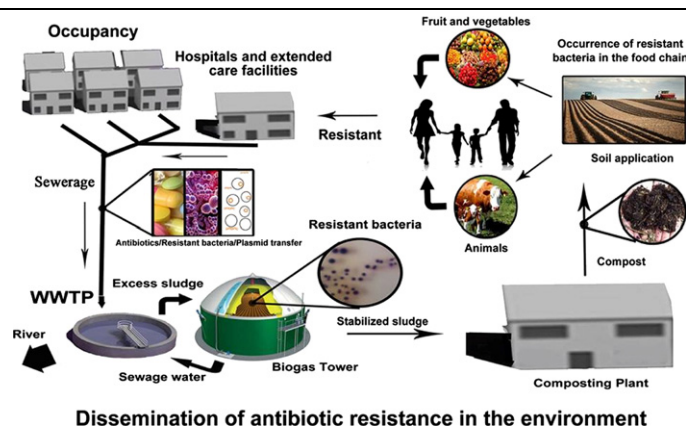 Occupancy
Hospitals and extended
care facilities
Fruit and vegetables
Occurrence of resistant
bacteria in the food chain
Resistant
Soil application
Sewerage
Antibiotics/Resistant bacteria/Plasmid transfer
Animals
Resistant bacteria
Compost
WWTP
Excess sludge
River
Stabilized sludge
Sewage water
Biogas Tower
Composting Plant
Dissemination of antibiotic resistance in the environment